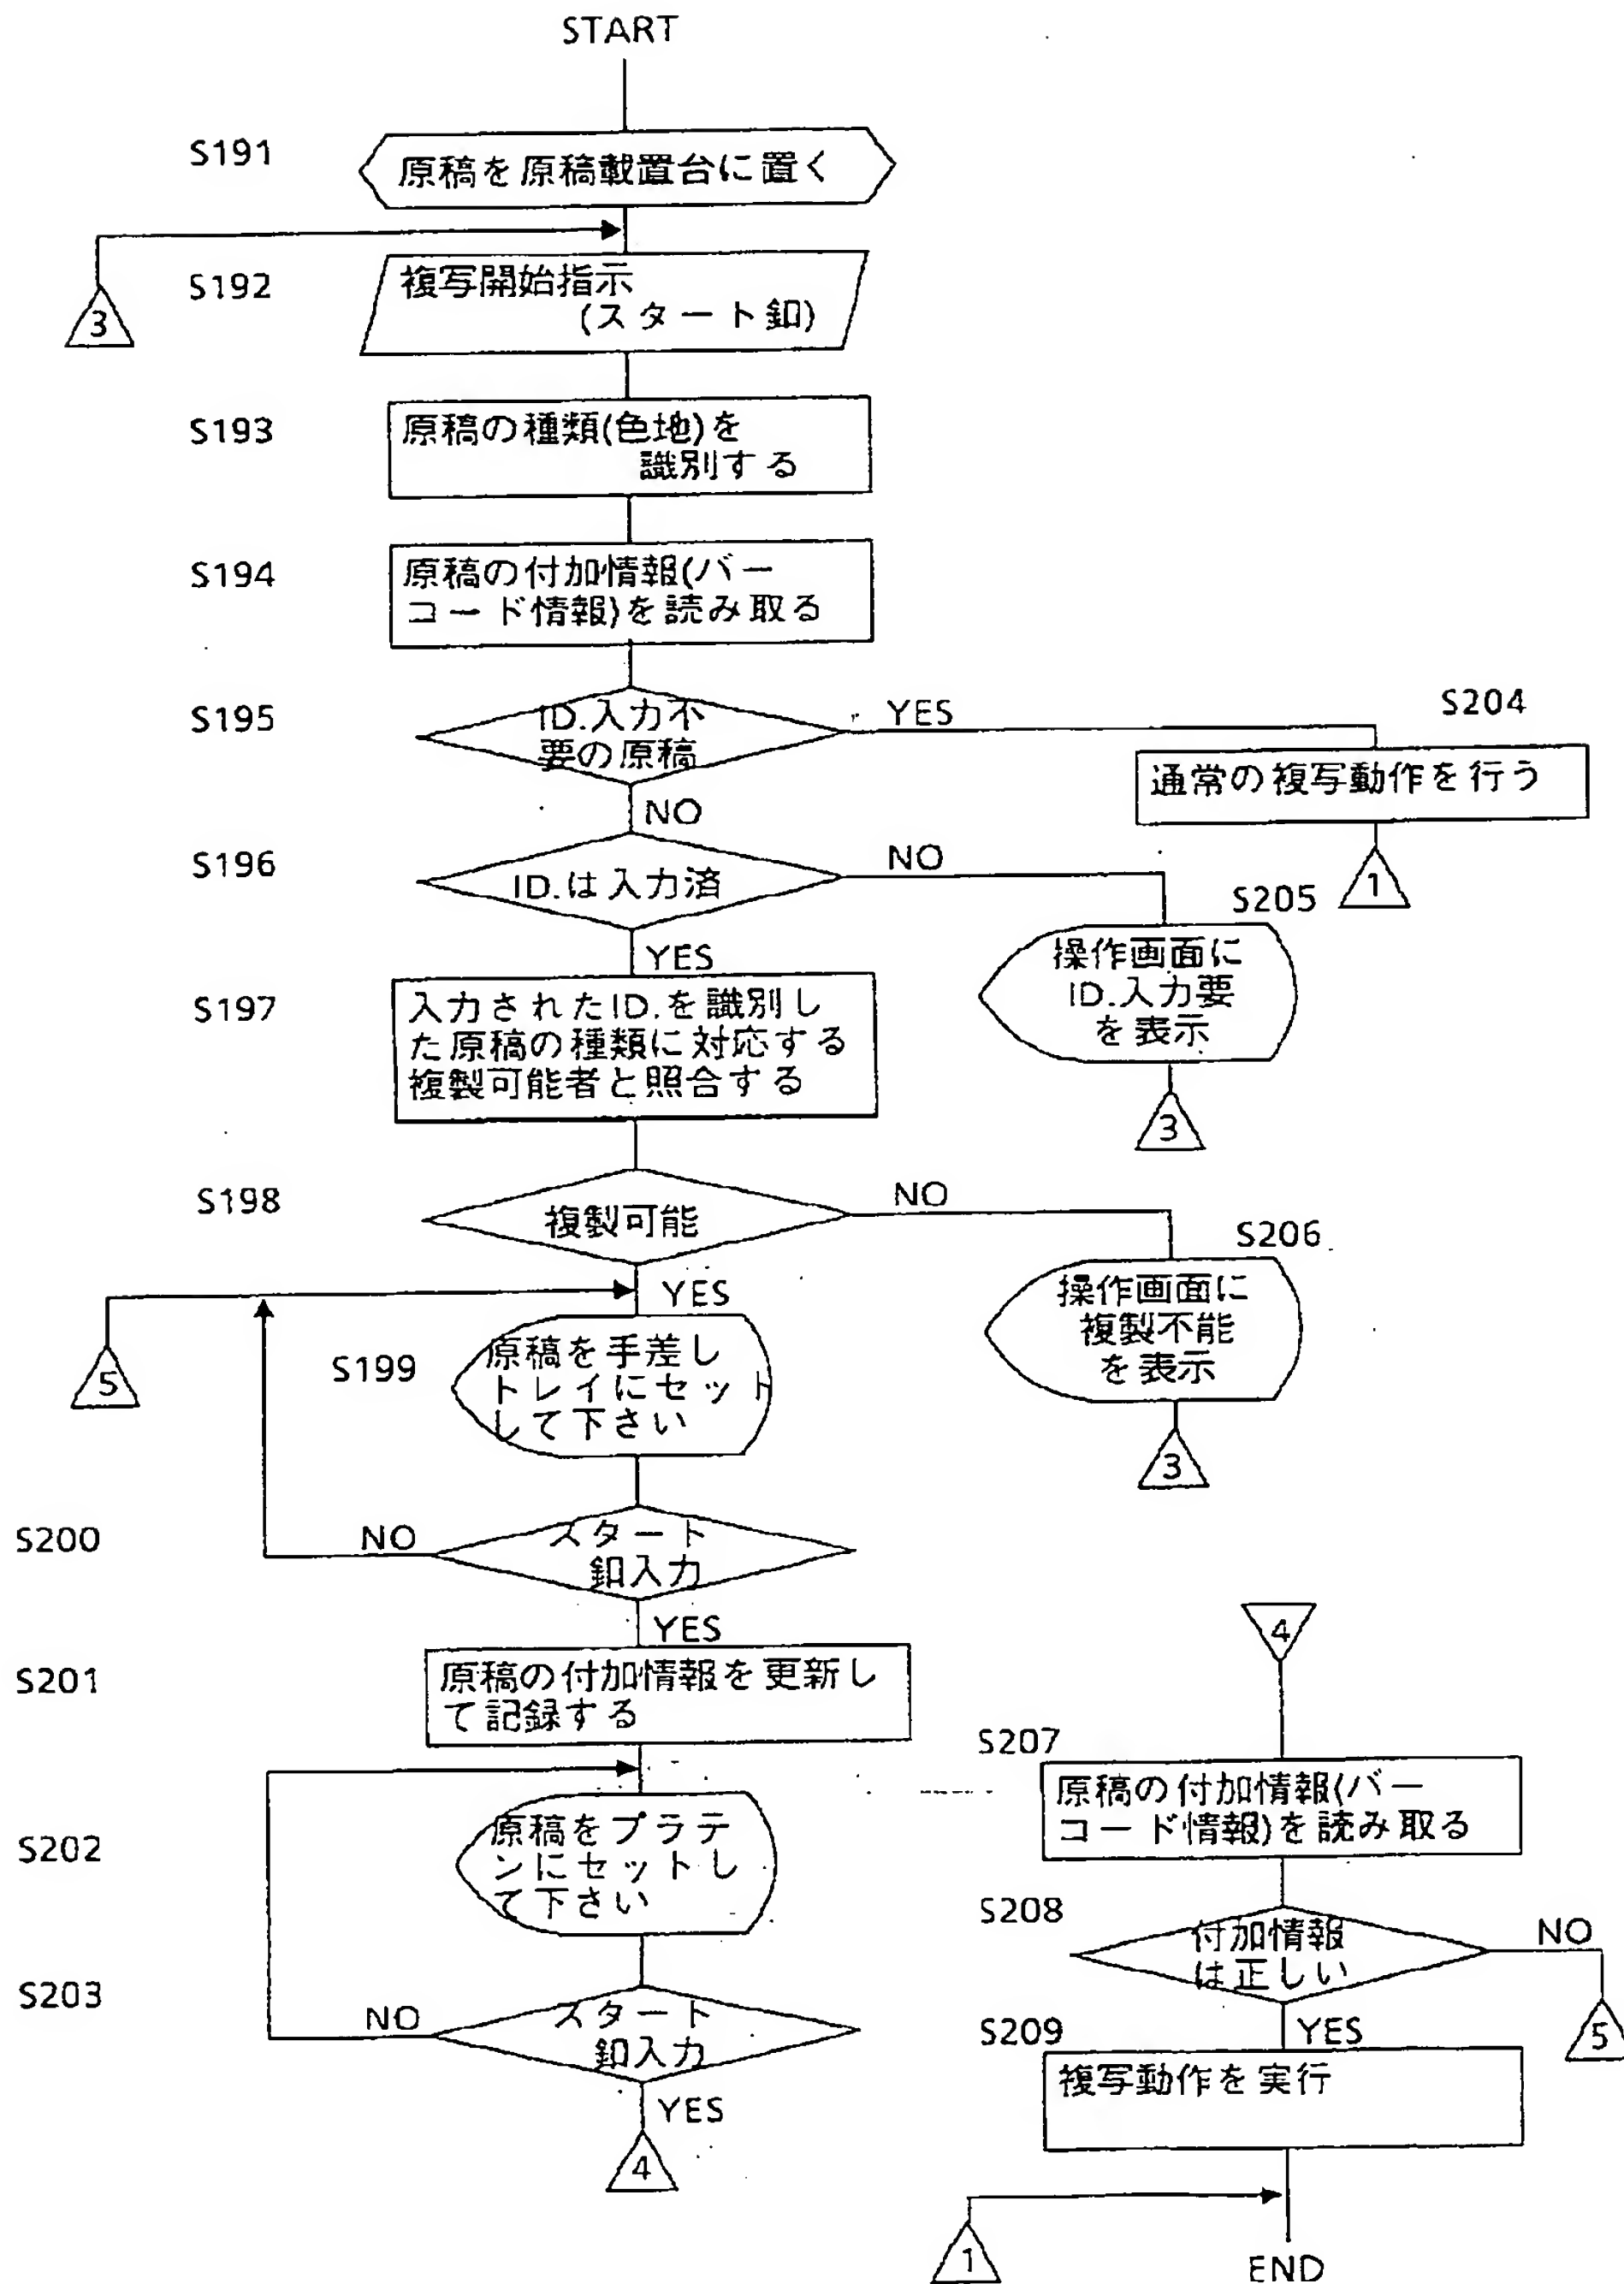 START
S191
原稿を原稿載置台に置く
3
S192
複写開始指示
(スタート釦)
S193
原稿の種類(色地)を
識別する
S194
原稿の付加情報(バー
コード情報)を読み取る
S195
ID.入力不
要の原稿
YES
S204
通常の複写動作を行う
1
NO
S196
ID.は入力済
NO
S205
操作画面に
ID.入力要
を表示
3
YES
S197
入力されたID.を識別し
た原稿の種類に対応する
複製可能者と照合する
S198
複製可能
NO
S206
操作画面に
複製不能
を表示
3
YES
5
S199
原稿を手差し
トレイにセット
して下さい
S200
スタート
釦入力
NO
YES
S201
原稿の付加情報を更新し
て記録する
S202
原稿をプラテ
ンにセットし
て下さい
S203
スタート
釦入力
NO
YES
4
4
S207
原稿の付加情報(バー
コード情報)を読み取る
S208
付加情報
は正しい
NO
5
YES
S209
複写動作を実行
1
END